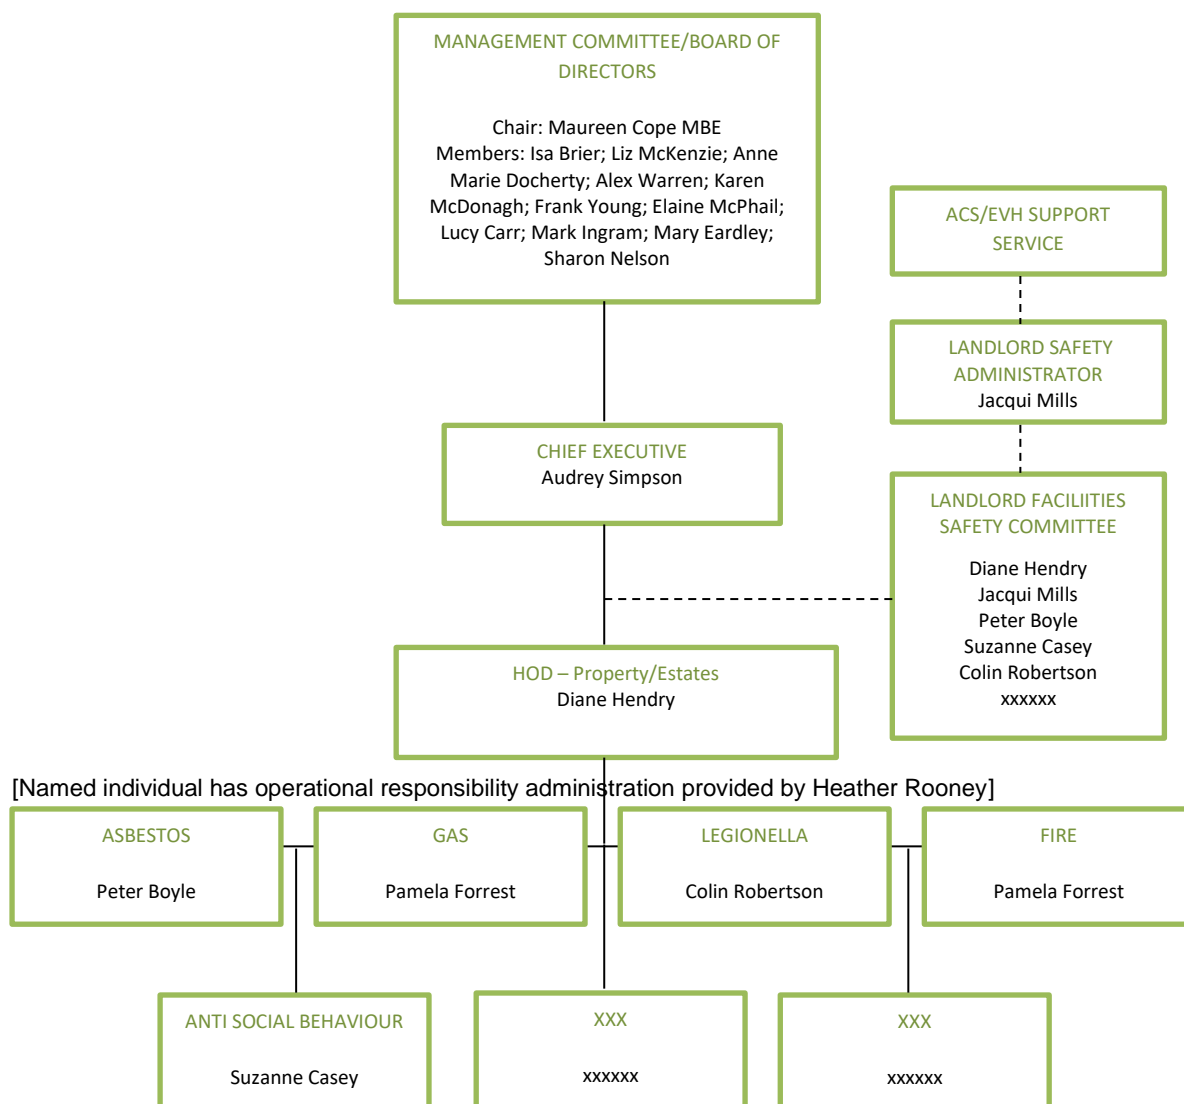 MANAGEMENT COMMITTEE/BOARD OF
DIRECTORS
Chair: Maureen Cope MBE
Members: Isa Brier; Liz McKenzie; Anne
Marie Docherty; Alex Warren; Karen
McDonagh; Frank Young; Elaine McPhail;
Lucy Carr; Mark Ingram; Mary Eardley;
Sharon Nelson
ACS/EVH SUPPORT
SERVICE
LANDLORD SAFETY
ADMINISTRATOR
Jacqui Mills
CHIEF EXECUTIVE
Audrey Simpson
LANDLORD FACILIITIES
SAFETY COMMITTEE
Diane Hendry
Jacqui Mills
Peter Boyle
Suzanne Casey
Colin Robertson
xxxxxx
HOD – Property/Estates
Diane Hendry
[Named individual has operational responsibility administration provided by Heather Rooney]
ASBESTOS
Peter Boyle
GAS
Pamela Forrest
LEGIONELLA
Colin Robertson
FIRE
Pamela Forrest
ANTI SOCIAL BEHAVIOUR
Suzanne Casey
XXX
xxxxxx
XXX
xxxxxx